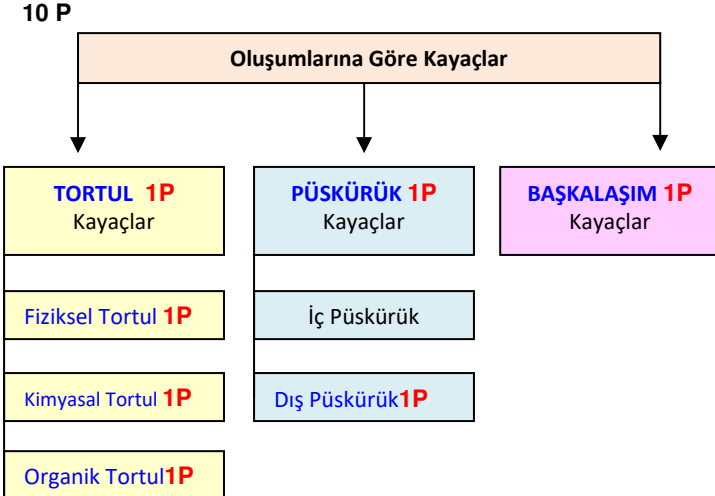 10 P
Oluşumlarına Göre Kayaçlar
TORTUL 1P
Kayaçlar
PÜSKÜRÜK 1P
Kayaçlar
BAŞKALAŞIM 1P
Kayaçlar
Fiziksel Tortul 1P
İç Püskürük
Kimyasal Tortul 1P
Dış Püskürük1P
Organik Tortul1P